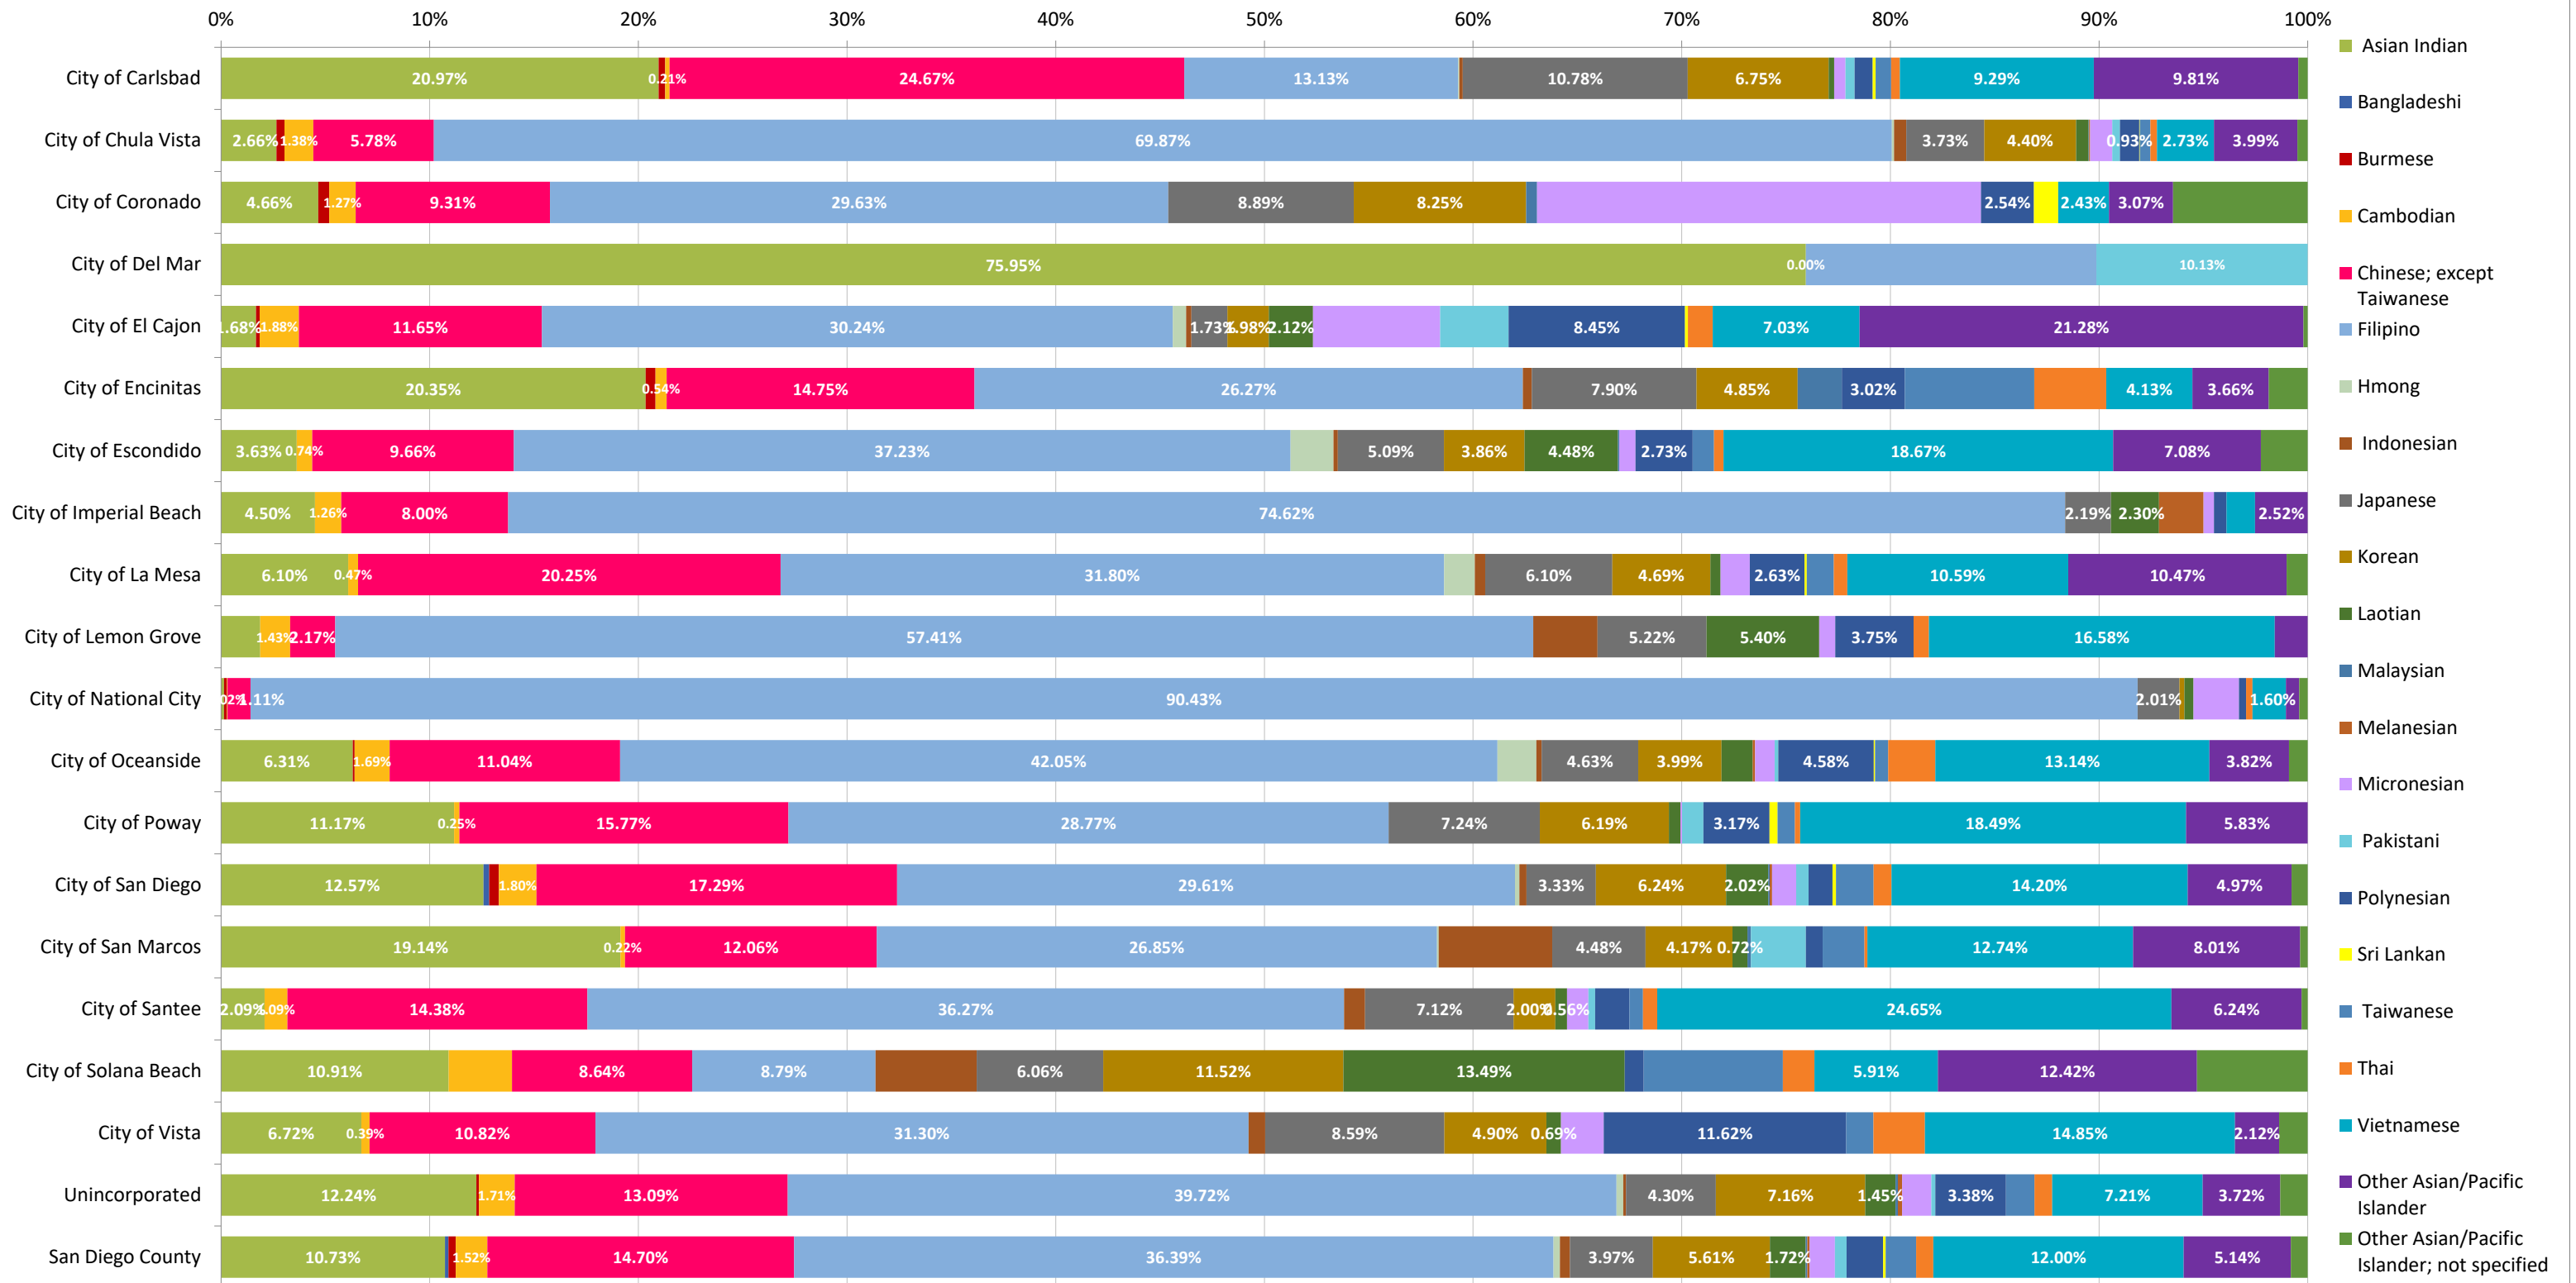 0% 10% 20% 30% 40% 50% 60% 70% 80% 90% 100%
City of Carlsbad 20.97% 0.21% 24.67% 13.13% 10.78% 6.75% 9.29% 9.81%
City of Chula Vista 2.66% 1.38% 5.78% 69.87% 3.73% 4.40% 0.93% 2.73% 3.99%
City of Coronado 4.66% 1.27% 9.31% 29.63% 8.89% 8.25% 2.54% 2.43% 3.07%
City of Del Mar 75.95% 0.00% 10.13%
City of El Cajon 1.68% 1.88% 11.65% 30.24% 1.73% 1.98% 2.12% 8.45% 7.03% 21.28%
City of Encinitas 20.35% 0.54% 14.75% 26.27% 7.90% 4.85% 3.02% 4.13% 3.66%
City of Escondido 3.63% 0.74% 9.66% 37.23% 5.09% 3.86% 4.48% 2.73% 18.67% 7.08%
City of Imperial Beach 4.50% 1.26% 8.00% 74.62% 2.19% 2.30% 2.52%
City of La Mesa 6.10% 0.47% 20.25% 31.80% 6.10% 4.69% 2.63% 10.59% 10.47%
City of Lemon Grove 1.43% 2.17% 57.41% 5.22% 5.40% 3.75% 16.58%
City of National City 1.11% 90.43% 2.01% 1.60%
City of Oceanside 6.31% 1.69% 11.04% 42.05% 4.63% 3.99% 4.58% 13.14% 3.82%
City of Poway 11.17% 0.25% 15.77% 28.77% 7.24% 6.19% 3.17% 18.49% 5.83%
City of San Diego 12.57% 1.80% 17.29% 29.61% 3.33% 6.24% 2.02% 14.20% 4.97%
City of San Marcos 19.14% 0.22% 12.06% 26.85% 4.48% 4.17% 0.72% 12.74% 8.01%
City of Santee 2.09% 1.09% 14.38% 36.27% 7.12% 2.00% 0.56% 24.65% 6.24%
City of Solana Beach 10.91% 8.64% 8.79% 6.06% 11.52% 13.49% 5.91% 12.42%
City of Vista 6.72% 0.39% 10.82% 31.30% 8.59% 4.90% 0.69% 11.62% 14.85% 2.12%
Unincorporated 12.24% 1.71% 13.09% 39.72% 4.30% 7.16% 1.45% 3.38% 7.21% 3.72%
San Diego County 10.73% 1.52% 14.70% 36.39% 3.97% 5.61% 1.72% 12.00% 5.14%
Asian Indian
Bangladeshi
Burmese
Cambodian
Chinese; except
Taiwanese
Filipino
Hmong
Indonesian
Japanese
Korean
Laotian
Malaysian
Melanesian
Micronesian
Pakistani
Polynesian
Sri Lankan
Taiwanese
Thai
Vietnamese
Other Asian/Pacific
Islander
Other Asian/Pacific
Islander; not specified